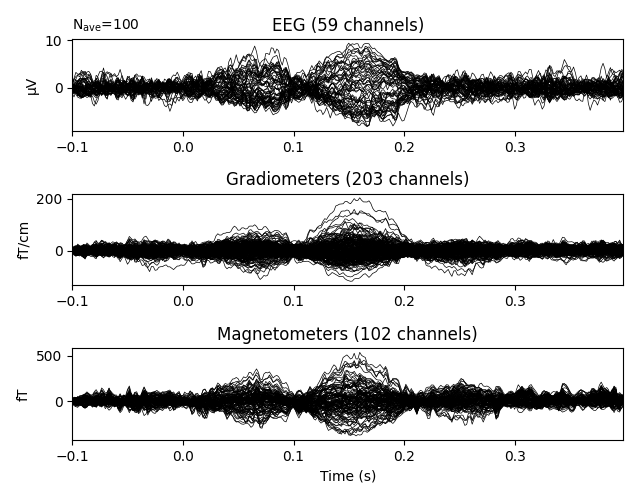 N_ave=100
EEG (59 channels)
10
0
µV
−0.1 0.0 0.1 0.2 0.3
Gradiometers (203 channels)
200
0
fT/cm
−0.1 0.0 0.1 0.2 0.3
Magnetometers (102 channels)
500
0
fT
−0.1 0.0 0.1 0.2 0.3
Time (s)